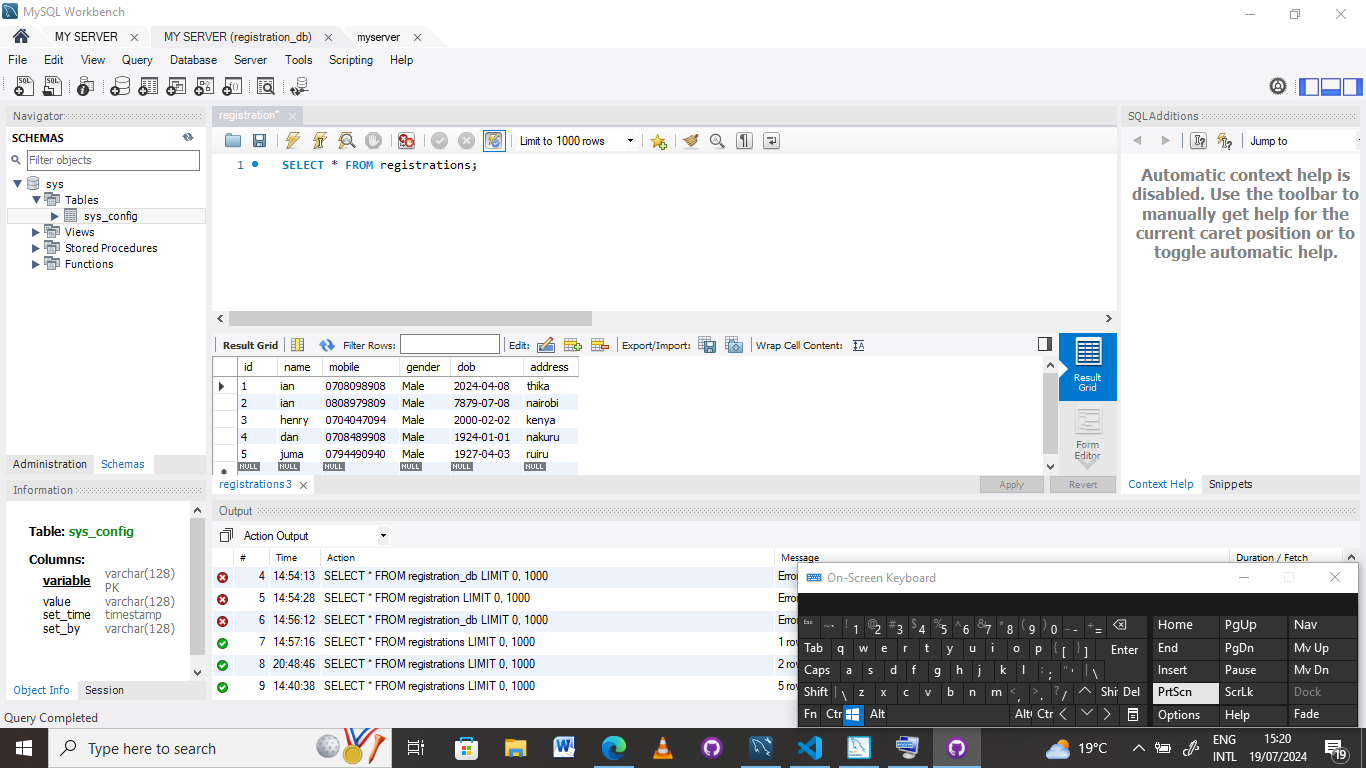 MySQL Workbench
MY SERVER
MY SERVER (registration_db)
myserver
File Edit View Query Database Server Tools Scripting Help
Navigator
SCHEMAS
Filter objects
sys
Tables
sys_config
Views
Stored Procedures
Functions
Administration Schemas
Information
Table: sys_config
Columns:
variable varchar(128) PK
value varchar(128)
set_time timestamp
set_by varchar(128)
Object Info Session
Query Completed
registration*
Limit to 1000 rows
1 SELECT * FROM registrations;
Result Grid Filter Rows: Edit: Export/Import: Wrap Cell Content:
id name mobile gender dob address
1 ian 0708098908 Male 2024-04-08 thika
2 ian 0808979809 Male 7879-07-08 nairobi
3 henry 0704047094 Male 2000-02-02 kenya
4 dan 0708489908 Male 1924-01-01 nakuru
5 juma 0794490940 Male 1927-04-03 ruiru
NULL NULL NULL NULL NULL NULL
Result Grid
Form Editor
registrations 3
Apply Revert
SQLAdditions
Jump to
Automatic context help is
disabled. Use the toolbar to
manually get help for the
current caret position or to
toggle automatic help.
Context Help Snippets
Output
Action Output
# Time Action Message Duration / Fetch
4 14:54:13 SELECT * FROM registration_db LIMIT 0, 1000
5 14:54:28 SELECT * FROM registration LIMIT 0, 1000
6 14:56:12 SELECT * FROM registration_db LIMIT 0, 1000
7 14:57:16 SELECT * FROM registrations LIMIT 0, 1000
8 20:48:46 SELECT * FROM registrations LIMIT 0, 1000
9 14:40:38 SELECT * FROM registrations LIMIT 0, 1000
On-Screen Keyboard
Esc ~ ` ! 1 @ 2 # 3 $ 4 % 5 ^ 6 & 7 * 8 ( 9 ) 0 _ - + = Home PgUp Nav
Tab q w e r t y u i o p { [ } ] Enter End PgDn Mv Up
Caps a s d f g h j k l : ; " ' | \ Insert Pause Mv Dn
Shift | \ z x c v b n m < , > . ? / Del PrtScn ScrLk Dock
Fn Alt Options Help Fade
Type here to search
19°C
ENG
INTL
15:20
19/07/2024
19